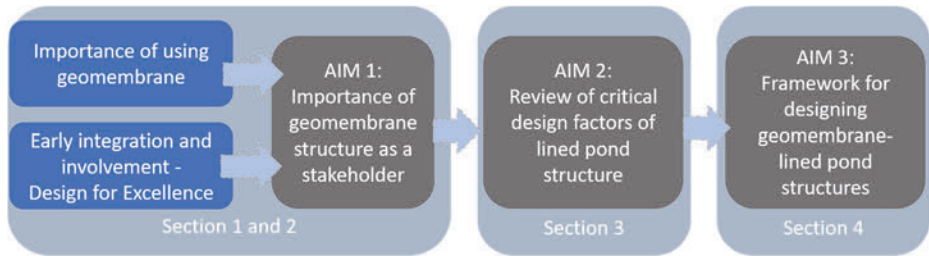 Importance of using
geomembrane
Early integration and
involvement -
Design for Excellence
AIM 1:
Importance of
geomembrane
structure as a
stakeholder
Section 1 and 2
AIM 2:
Review of critical
design factors of
lined pond
structure
Section 3
AIM 3:
Framework for
designing
geomembrane-
lined pond
structures
Section 4